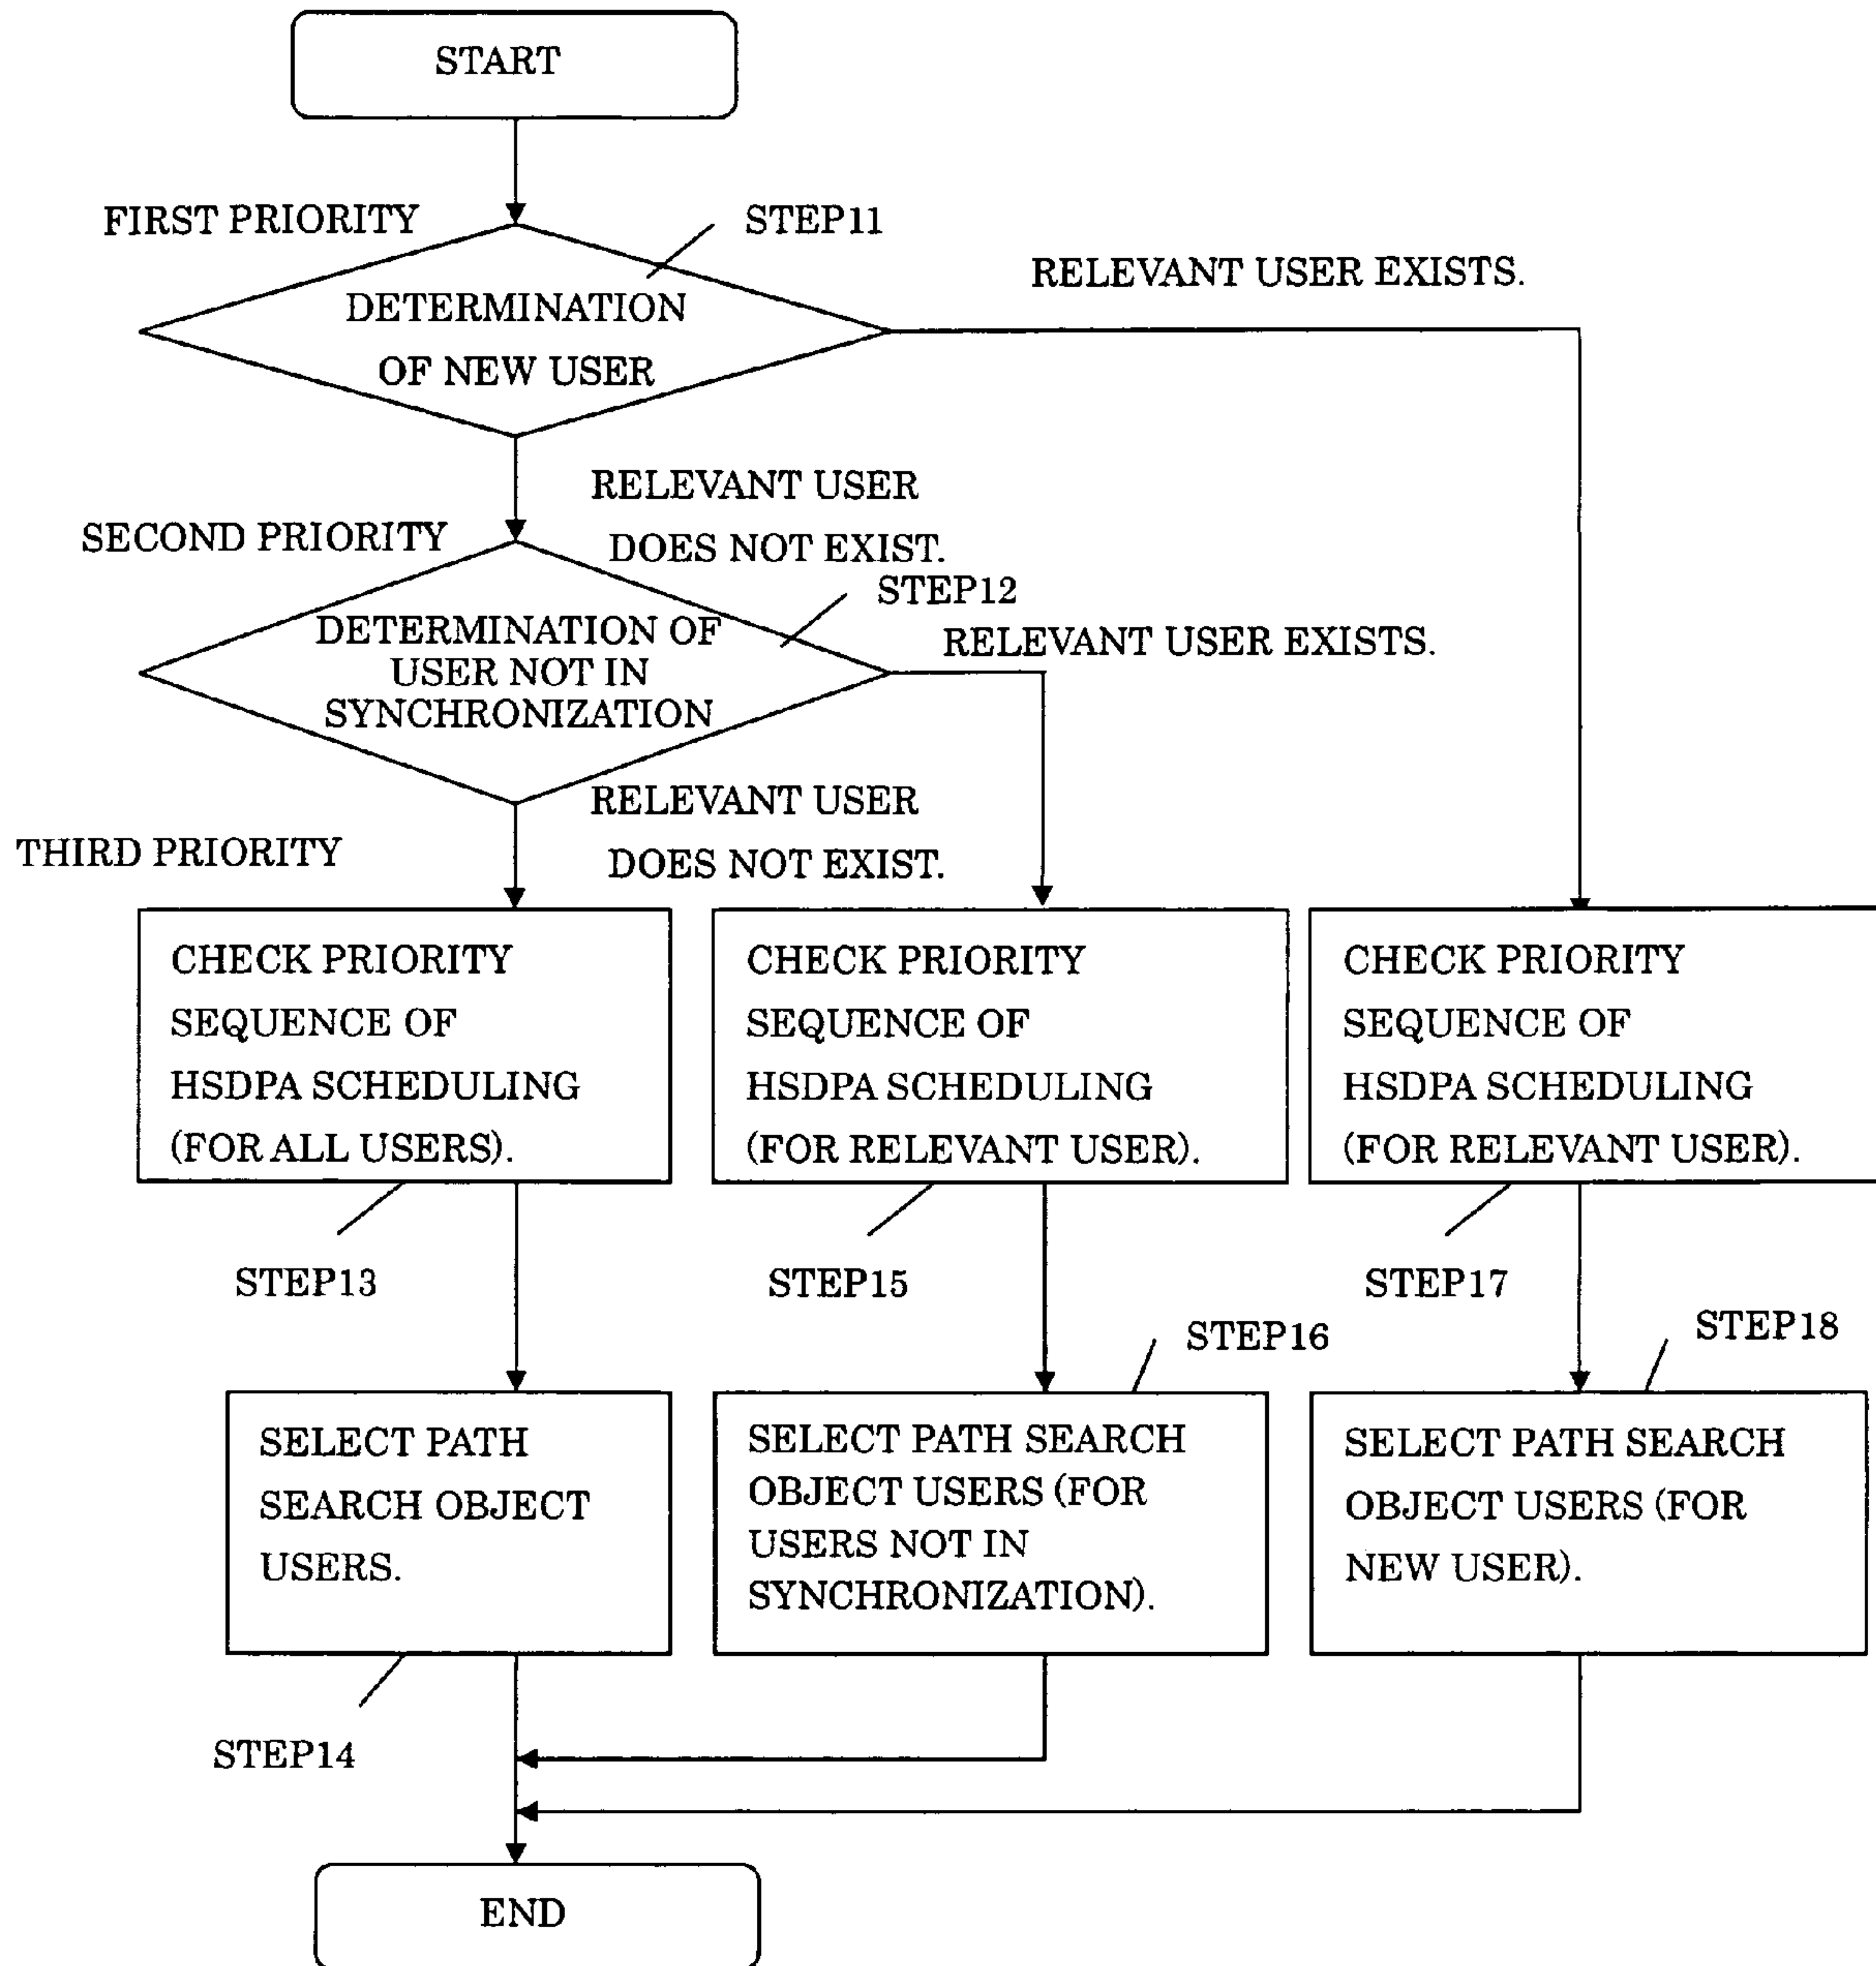 START
FIRST PRIORITY
STEP11
RELEVANT USER EXISTS.
DETERMINATION
OF NEW USER
RELEVANT USER
DOES NOT EXIST.
SECOND PRIORITY
STEP12
RELEVANT USER EXISTS.
DETERMINATION OF
USER NOT IN
SYNCHRONIZATION
RELEVANT USER
DOES NOT EXIST.
THIRD PRIORITY
CHECK PRIORITY
SEQUENCE OF
HSDPA SCHEDULING
(FOR ALL USERS).
CHECK PRIORITY
SEQUENCE OF
HSDPA SCHEDULING
(FOR RELEVANT USER).
CHECK PRIORITY
SEQUENCE OF
HSDPA SCHEDULING
(FOR RELEVANT USER).
STEP13
STEP15
STEP17
STEP16
STEP18
SELECT PATH
SEARCH OBJECT
USERS.
SELECT PATH SEARCH
OBJECT USERS (FOR
USERS NOT IN
SYNCHRONIZATION).
SELECT PATH SEARCH
OBJECT USERS (FOR
NEW USER).
STEP14
END